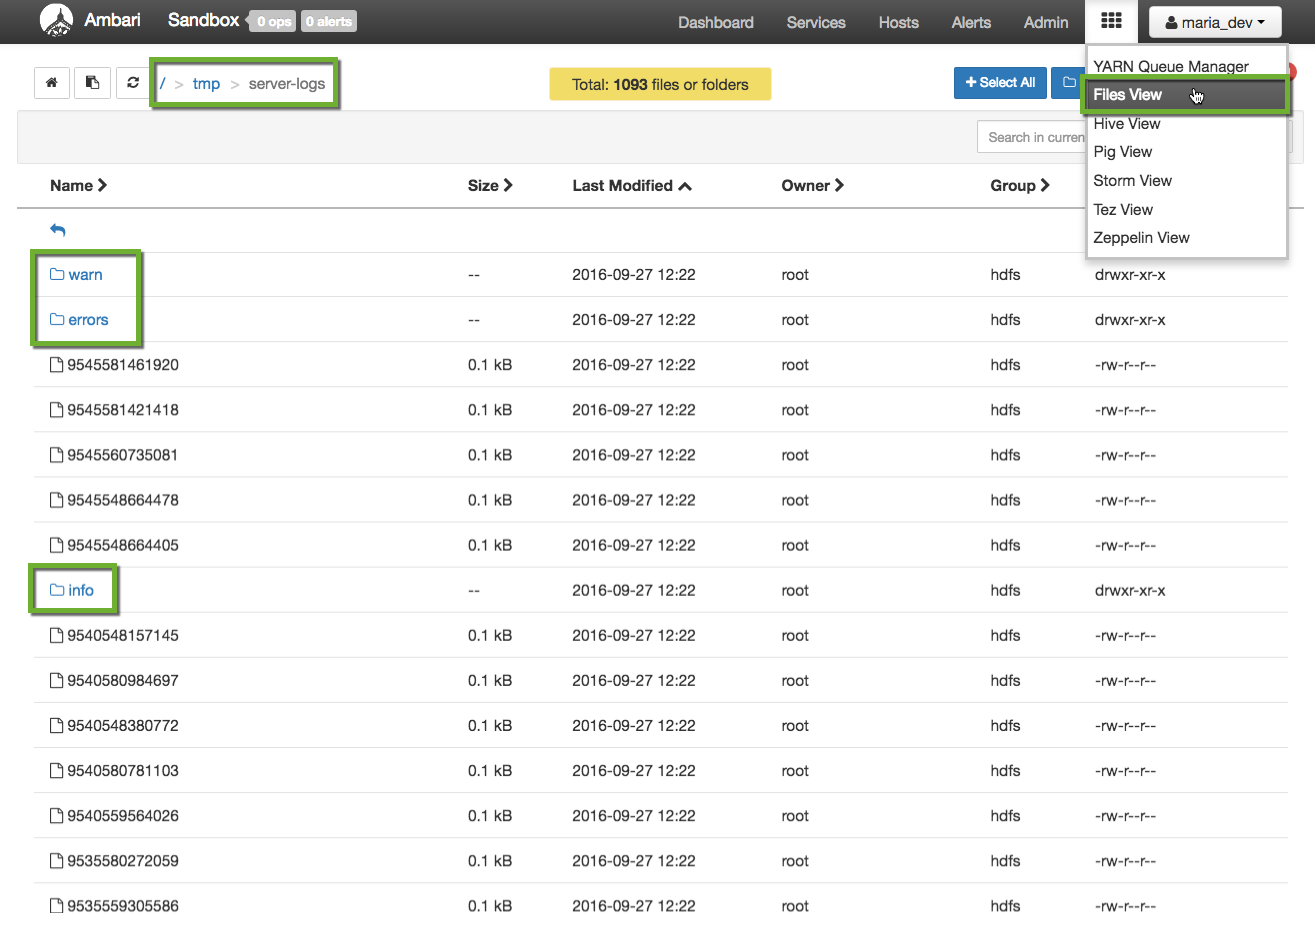 Ambari Sandbox 0 ops 0 alerts Dashboard Services Hosts Alerts Admin maria_dev
/ > tmp > server-logs Total: 1093 files or folders + Select All
YARN Queue Manager
Files View
Hive View
Pig View
Storm View
Tez View
Zeppelin View
Search in curren
Name Size Last Modified Owner Group
warn -- 2016-09-27 12:22 root hdfs drwxr-xr-x
errors -- 2016-09-27 12:22 root hdfs drwxr-xr-x
9545581461920 0.1 kB 2016-09-27 12:22 root hdfs -rw-r--r--
9545581421418 0.1 kB 2016-09-27 12:22 root hdfs -rw-r--r--
9545560735081 0.1 kB 2016-09-27 12:22 root hdfs -rw-r--r--
9545548664478 0.1 kB 2016-09-27 12:22 root hdfs -rw-r--r--
9545548664405 0.1 kB 2016-09-27 12:22 root hdfs -rw-r--r--
info -- 2016-09-27 12:22 root hdfs drwxr-xr-x
9540548157145 0.1 kB 2016-09-27 12:22 root hdfs -rw-r--r--
9540580984697 0.1 kB 2016-09-27 12:22 root hdfs -rw-r--r--
9540548380772 0.1 kB 2016-09-27 12:22 root hdfs -rw-r--r--
9540580781103 0.1 kB 2016-09-27 12:22 root hdfs -rw-r--r--
9540559564026 0.1 kB 2016-09-27 12:22 root hdfs -rw-r--r--
9535580272059 0.1 kB 2016-09-27 12:22 root hdfs -rw-r--r--
9535559305586 0.1 kB 2016-09-27 12:22 root hdfs -rw-r--r--